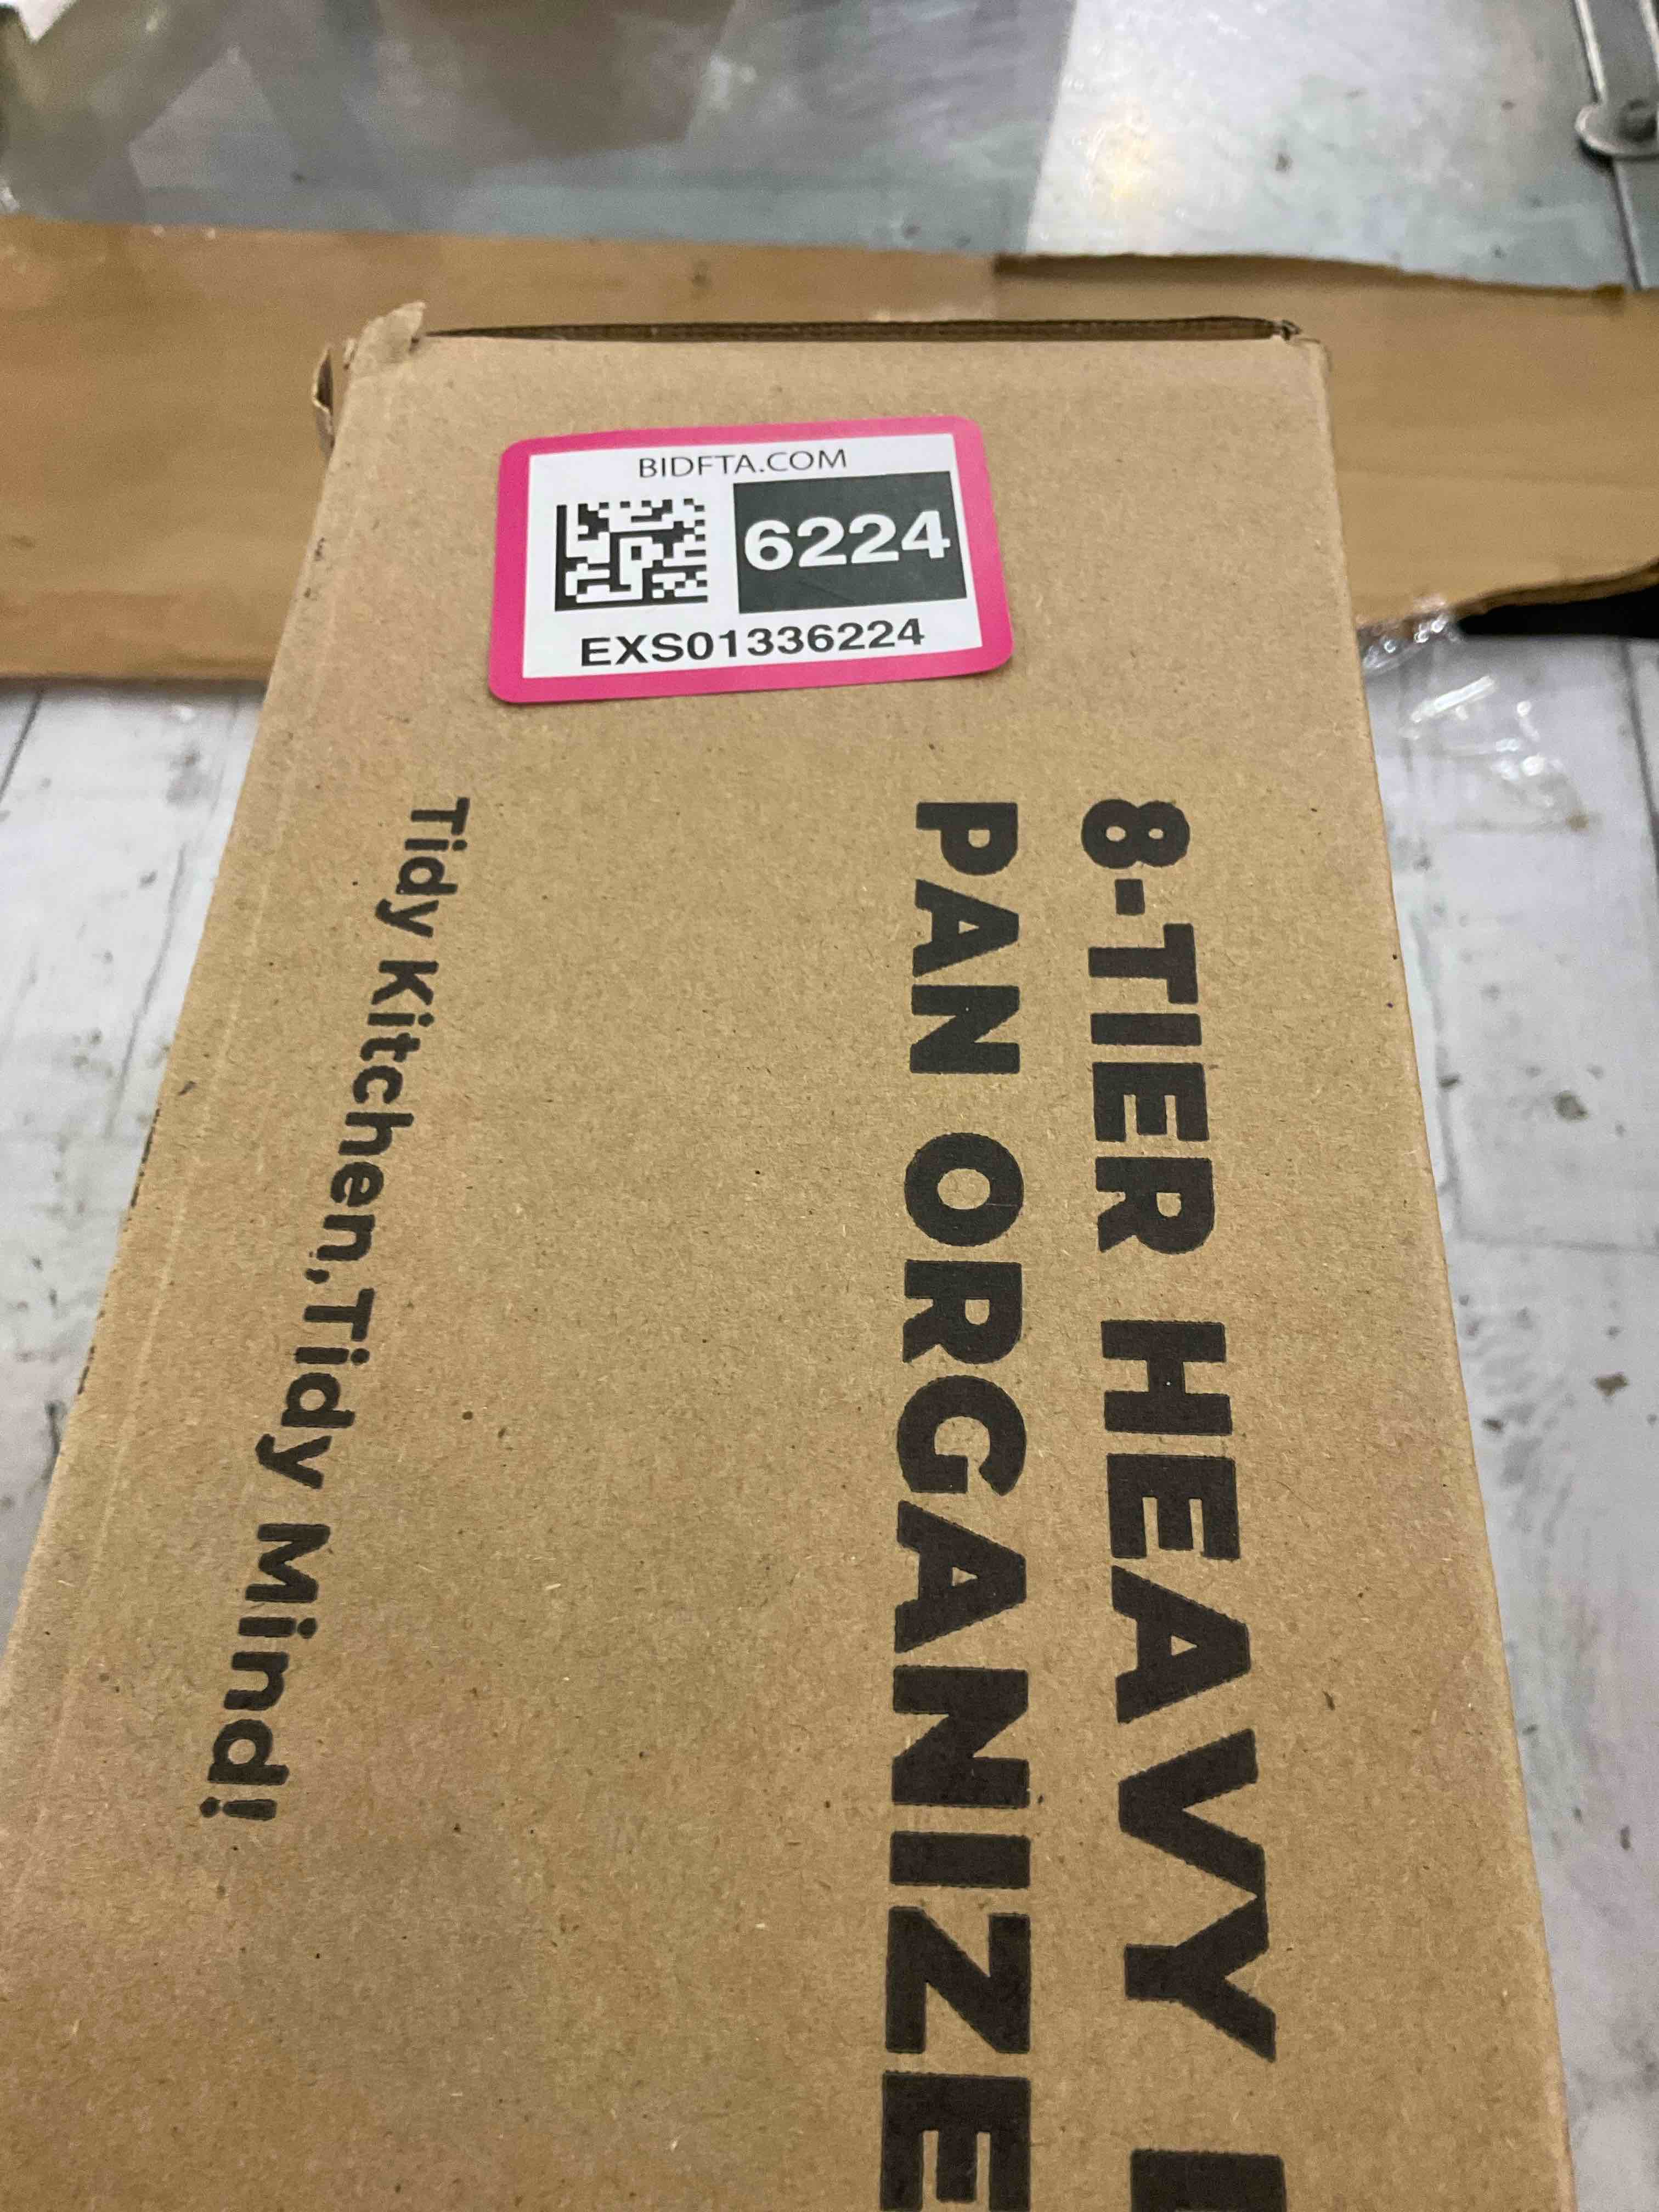 BIDFTA.COM
6224
EXS01336224
8-TIER HEAVY
PAN ORGANIZE
Tidy Kitchen,Tidy Mind!